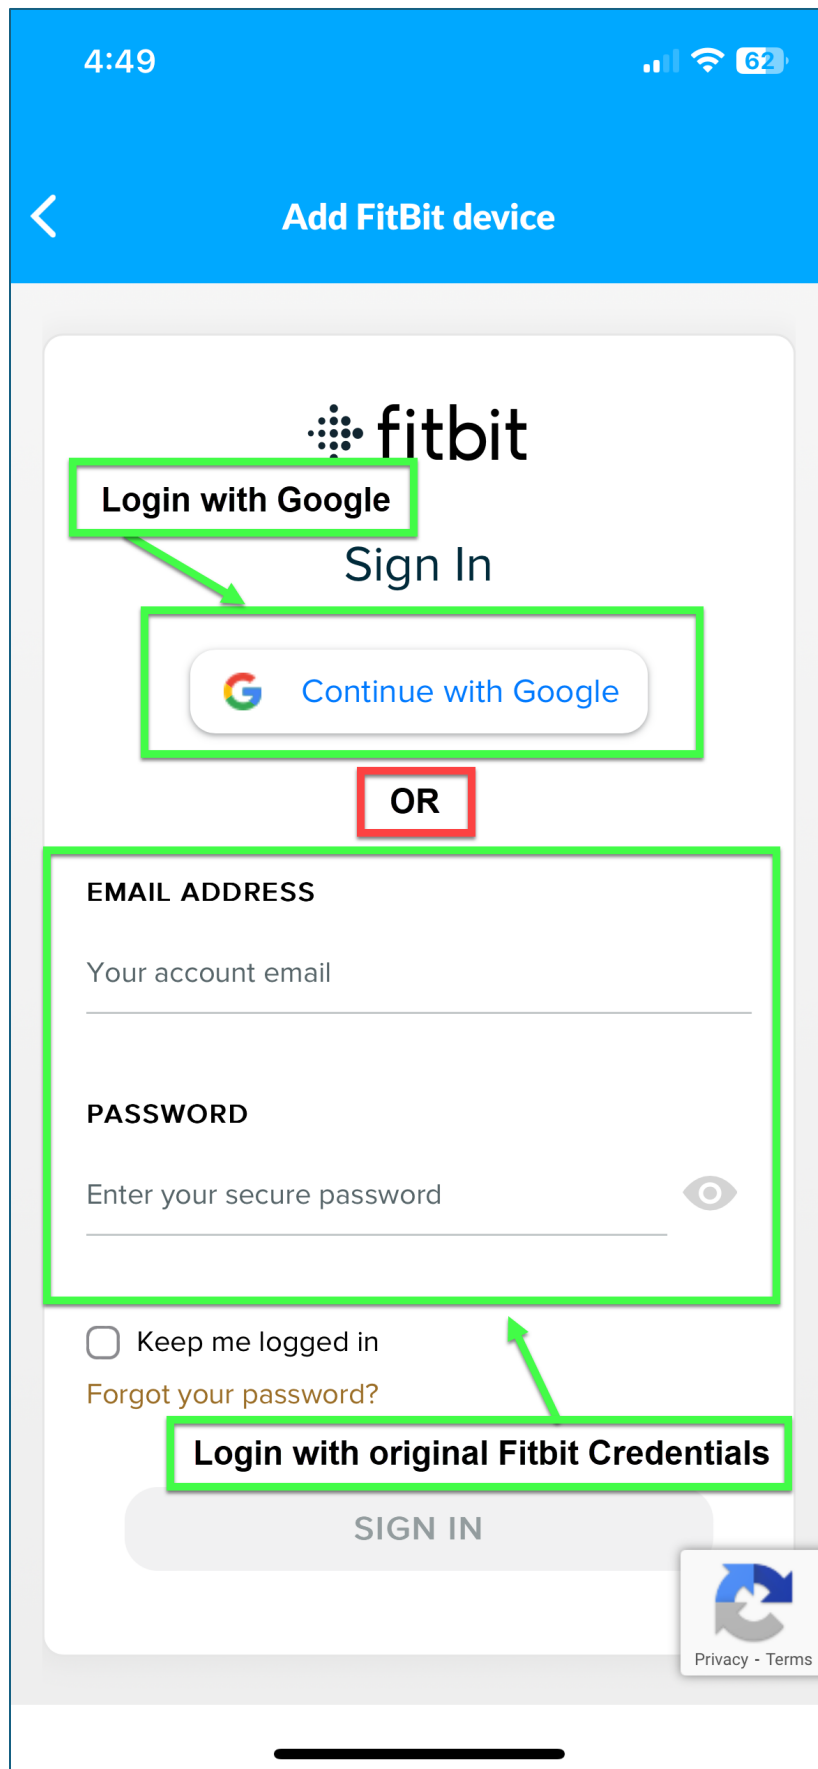 4:49
62
Add FitBit device
fitbit
Login with Google
Sign In
Continue with Google
OR
EMAIL ADDRESS
Your account email
PASSWORD
Enter your secure password
Keep me logged in
Forgot your password?
Login with original Fitbit Credentials
SIGN IN
Privacy - Terms